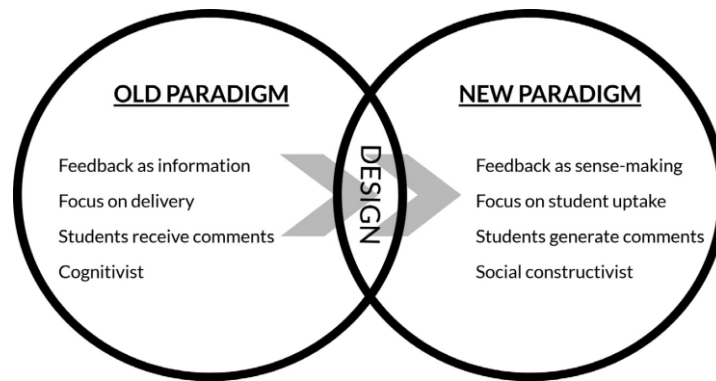 OLD PARADIGM
Feedback as information
Focus on delivery
Students receive comments
Cognitivist
DESIGN
NEW PARADIGM
Feedback as sense-making
Focus on student uptake
Students generate comments
Social constructivist